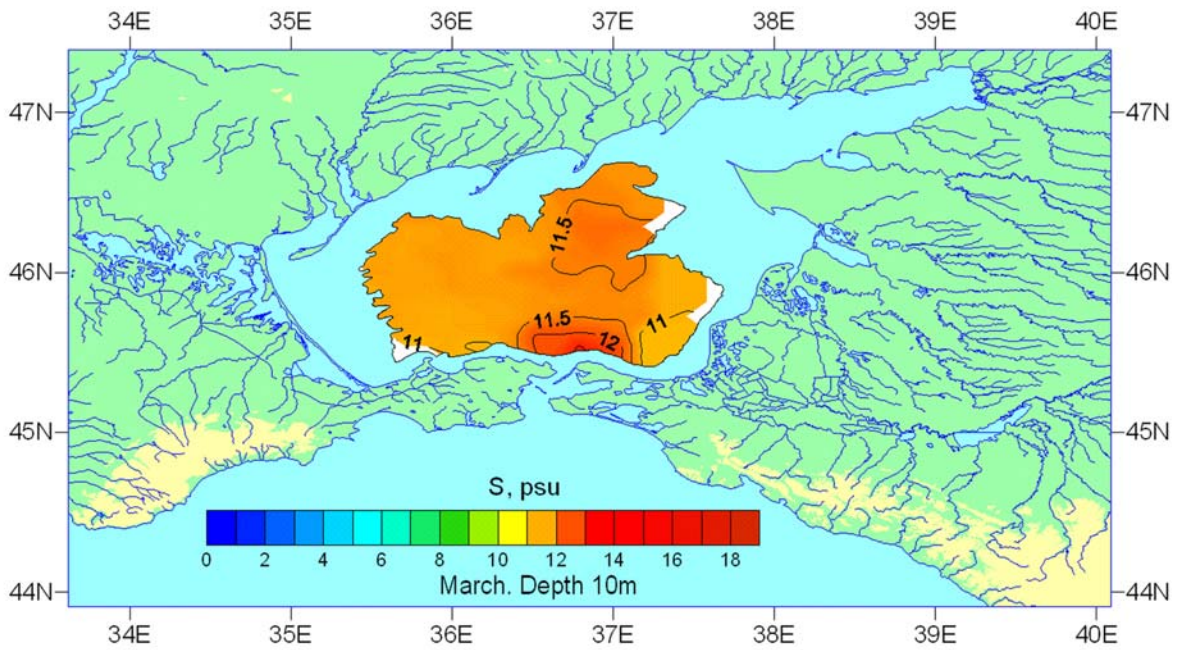 34E 35E 36E 37E 38E 39E 40E
47N 47N
11.5
46N 46N
11.5 11
11 12
45N 45N
S, psu
0 2 4 6 8 10 12 14 16 18
March. Depth 10m
44N 44N
34E 35E 36E 37E 38E 39E 40E